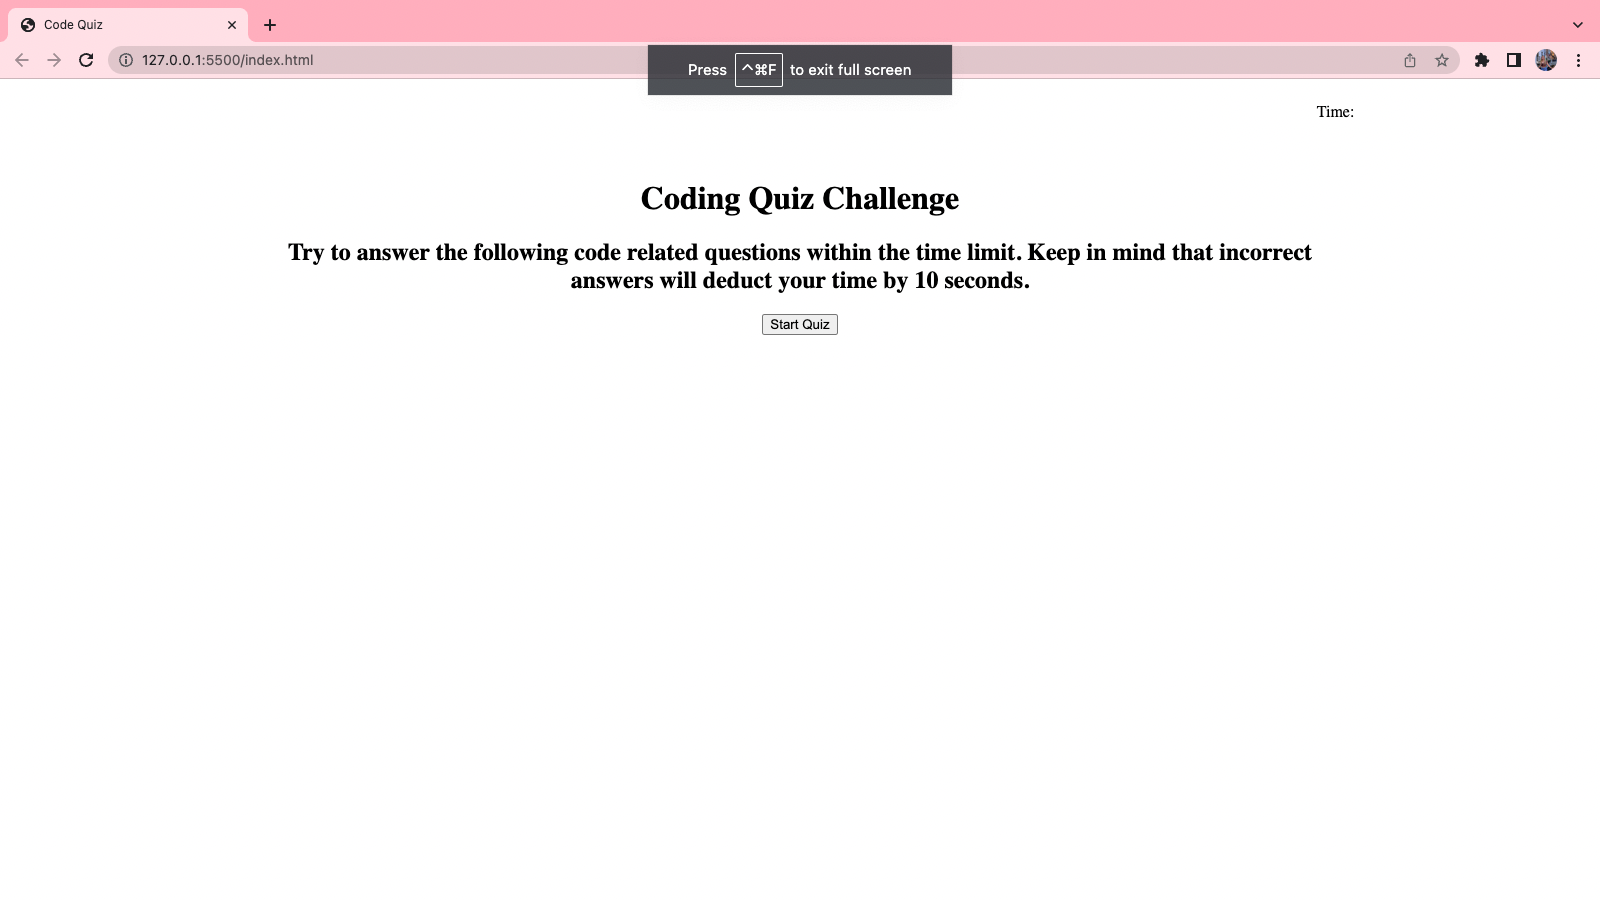 Code Quiz
127.0.0.1:5500/index.html
Press ^⌘F to exit full screen
Time:
Coding Quiz Challenge
Try to answer the following code related questions within the time limit. Keep in mind that incorrect
answers will deduct your time by 10 seconds.
Start Quiz